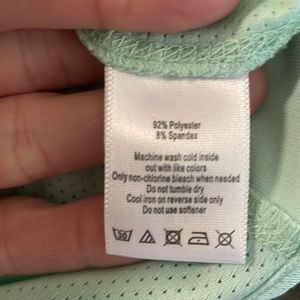 92% Polyester
8% Spandex
Machine wash cold inside
out with like colors
Only non-chlorine bleach when needed
Do not tumble dry
Cool iron on reverse side only
Do not use softener
30